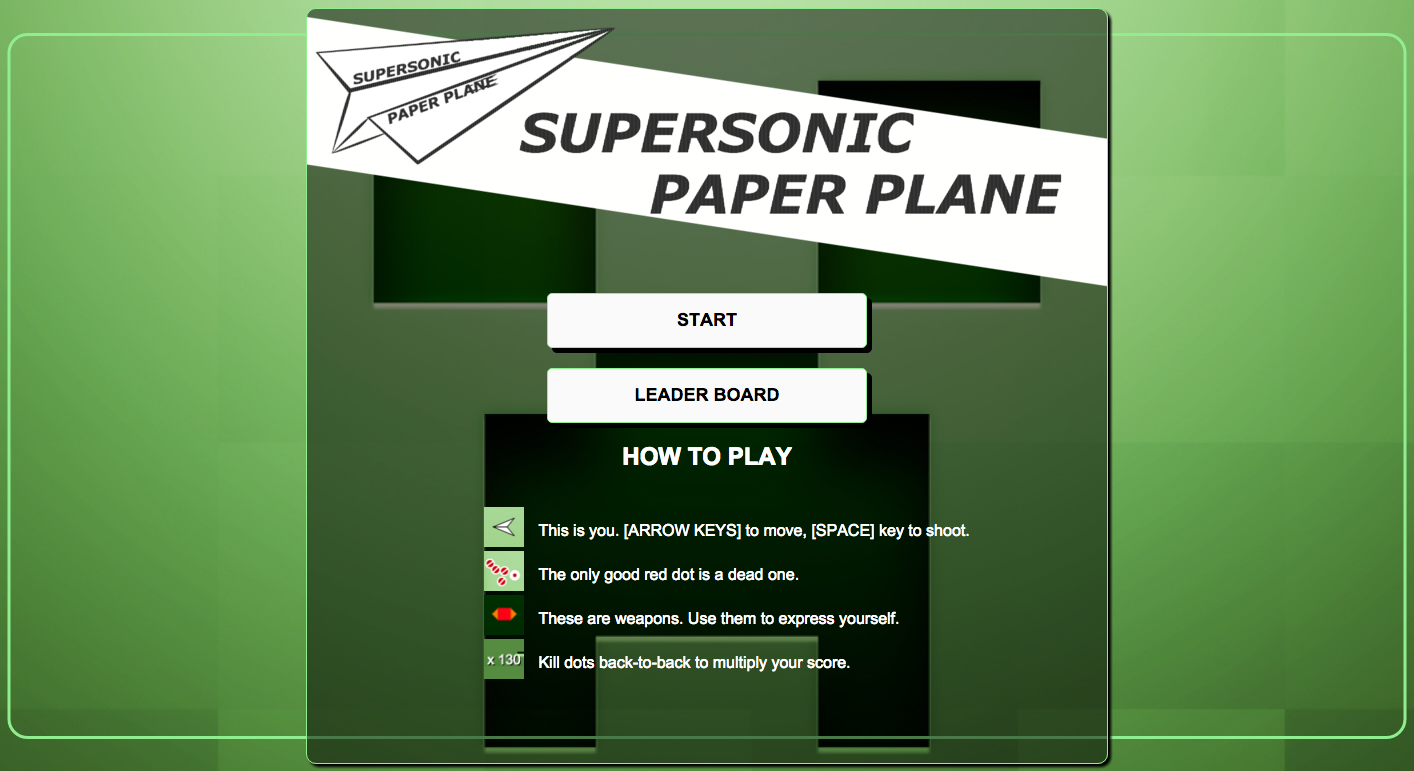 SUPERSONIC
PAPER PLANE
SUPERSONIC
PAPER PLANE
START
LEADER BOARD
HOW TO PLAY
This is you. [ARROW KEYS] to move, [SPACE] key to shoot.
The only good red dot is a dead one.
These are weapons. Use them to express yourself.
x 130 Kill dots back-to-back to multiply your score.